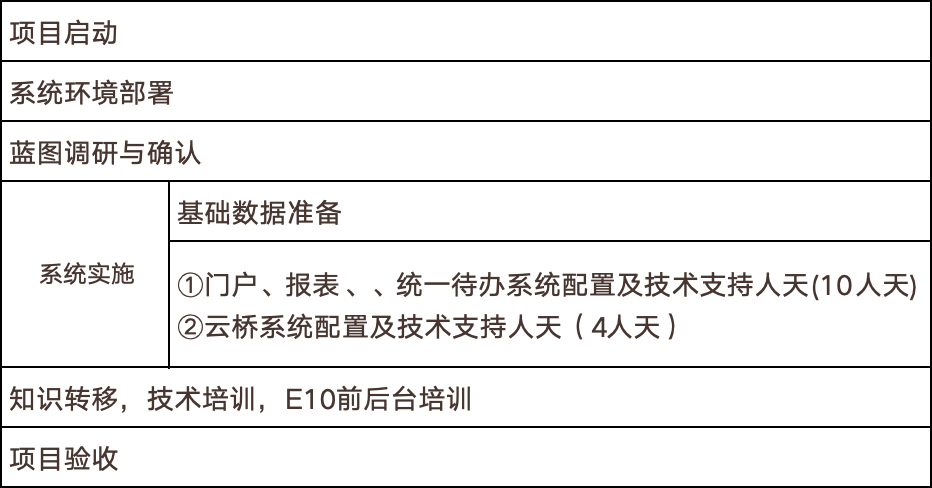 项目启动
系统环境部署
蓝图调研与确认
系统实施
基础数据准备
①门户、报表 、、统一待办系统配置及技术支持人天(10人天)
②云桥系统配置及技术支持人天（4人天）
知识转移，技术培训，E10前后台培训
项目验收